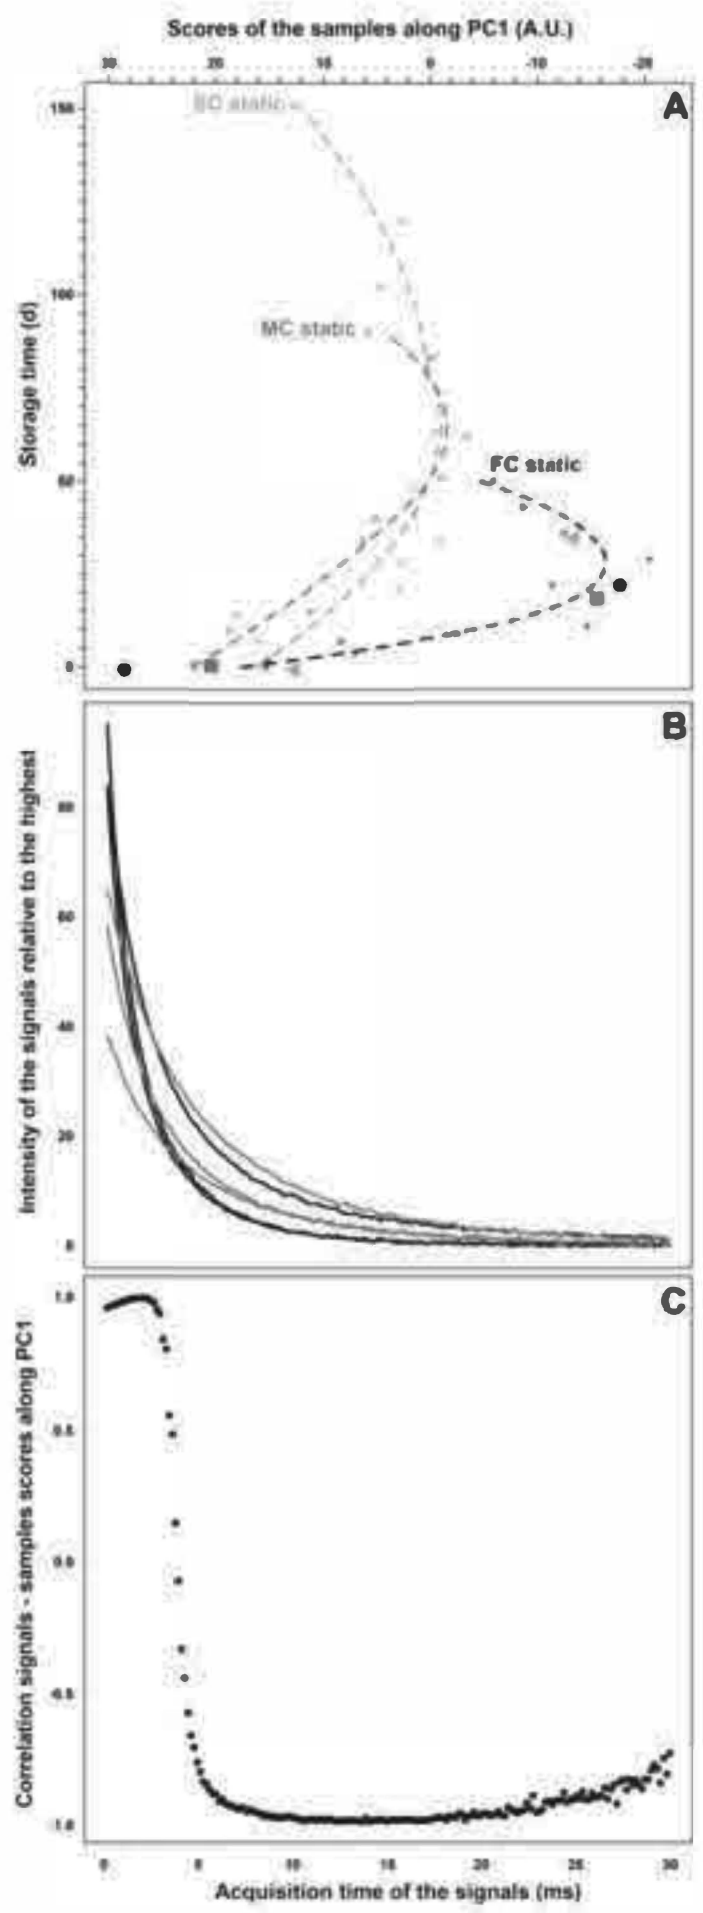 Scores of the samples along PC1 (A.U.)
30 20 10 0 -10 -20
A
SC static
150
MC static
100
Storage time (d)
FC static
50
0
B
Intensity of the signals relative to the highest
80
60
40
20
0
C
Correlation signals - samples scores along PC1
1.0
0.5
0.0
-0.5
-1.0
0 5 10 15 20 25 30
Acquisition time of the signals (ms)